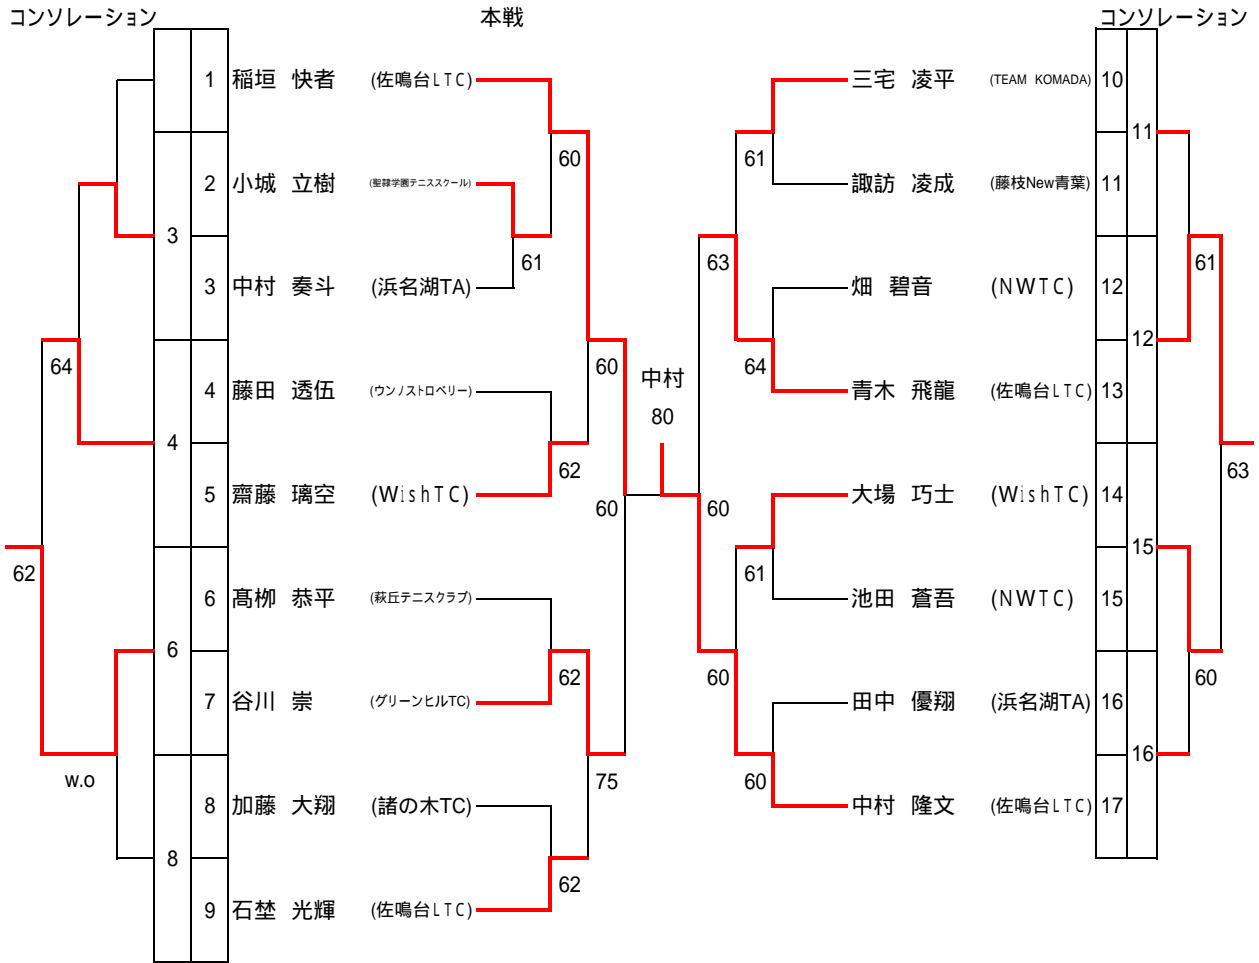 コンソレーション 本戦 コンソレーション
1 稲垣 快者 (佐鳴台LTC) 三宅 凌平 (TEAM KOMADA) 10
11
60 61
2 小城 立樹 (聖隷学園テニススクール) 諏訪 凌成 (藤枝New青葉) 11
3
61 63 61
3 中村 奏斗 (浜名湖TA) 畑 碧音 (NWTC) 12
12
64 60 64
中村
4 藤田 透伍 (ウンノストロベリー) 青木 飛龍 (佐鳴台LTC) 13
80
4
62 63
5 齋藤 璃空 (WishTC) 大場 巧士 (WishTC) 14
60 60
15
62 61
6 髙栁 恭平 (萩丘テニスクラブ) 池田 蒼吾 (NWTC) 15
6
62 60 60
7 谷川 崇 (グリーンヒルTC) 田中 優翔 (浜名湖TA) 16
16
w.o 75 60
8 加藤 大翔 (諸の木TC) 中村 隆文 (佐鳴台LTC) 17
8
62
9 石埜 光輝 (佐鳴台LTC)